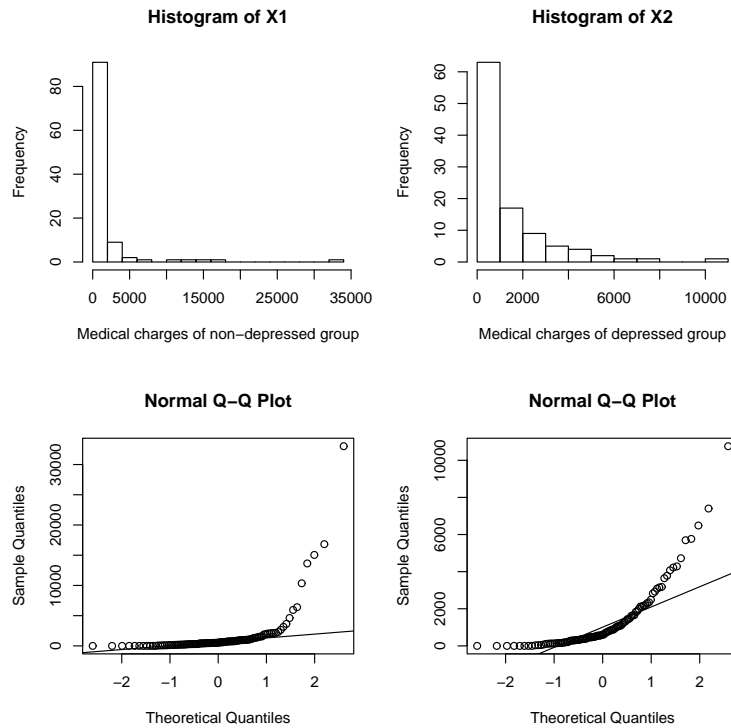 Histogram of X1
Frequency
0 20 40 60 80
0 5000 15000 25000 35000
Medical charges of non−depressed group
Histogram of X2
Frequency
0 10 20 30 40 50 60
0 2000 6000 10000
Medical charges of depressed group
Normal Q−Q Plot
Sample Quantiles
0 10000 20000 30000
−2 −1 0 1 2
Theoretical Quantiles
Normal Q−Q Plot
Sample Quantiles
0 2000 6000 10000
−2 −1 0 1 2
Theoretical Quantiles